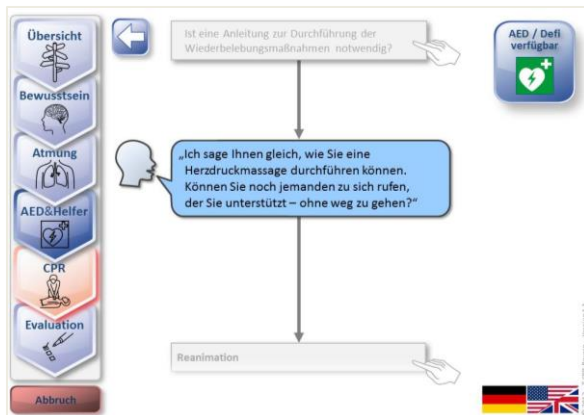 Übersicht
Bewusstsein
Atmung
AED&Helfer
CPR
Evaluation
Abbruch
Ist eine Anleitung zur Durchführung der
Wiederbelebungsmaßnahmen notwendig?
„Ich sage Ihnen gleich, wie Sie eine
Herzdruckmassage durchführen können.
Können Sie noch jemanden zu sich rufen,
der Sie unterstützt – ohne weg zu gehen?“
Reanimation
AED / Defi
verfügbar